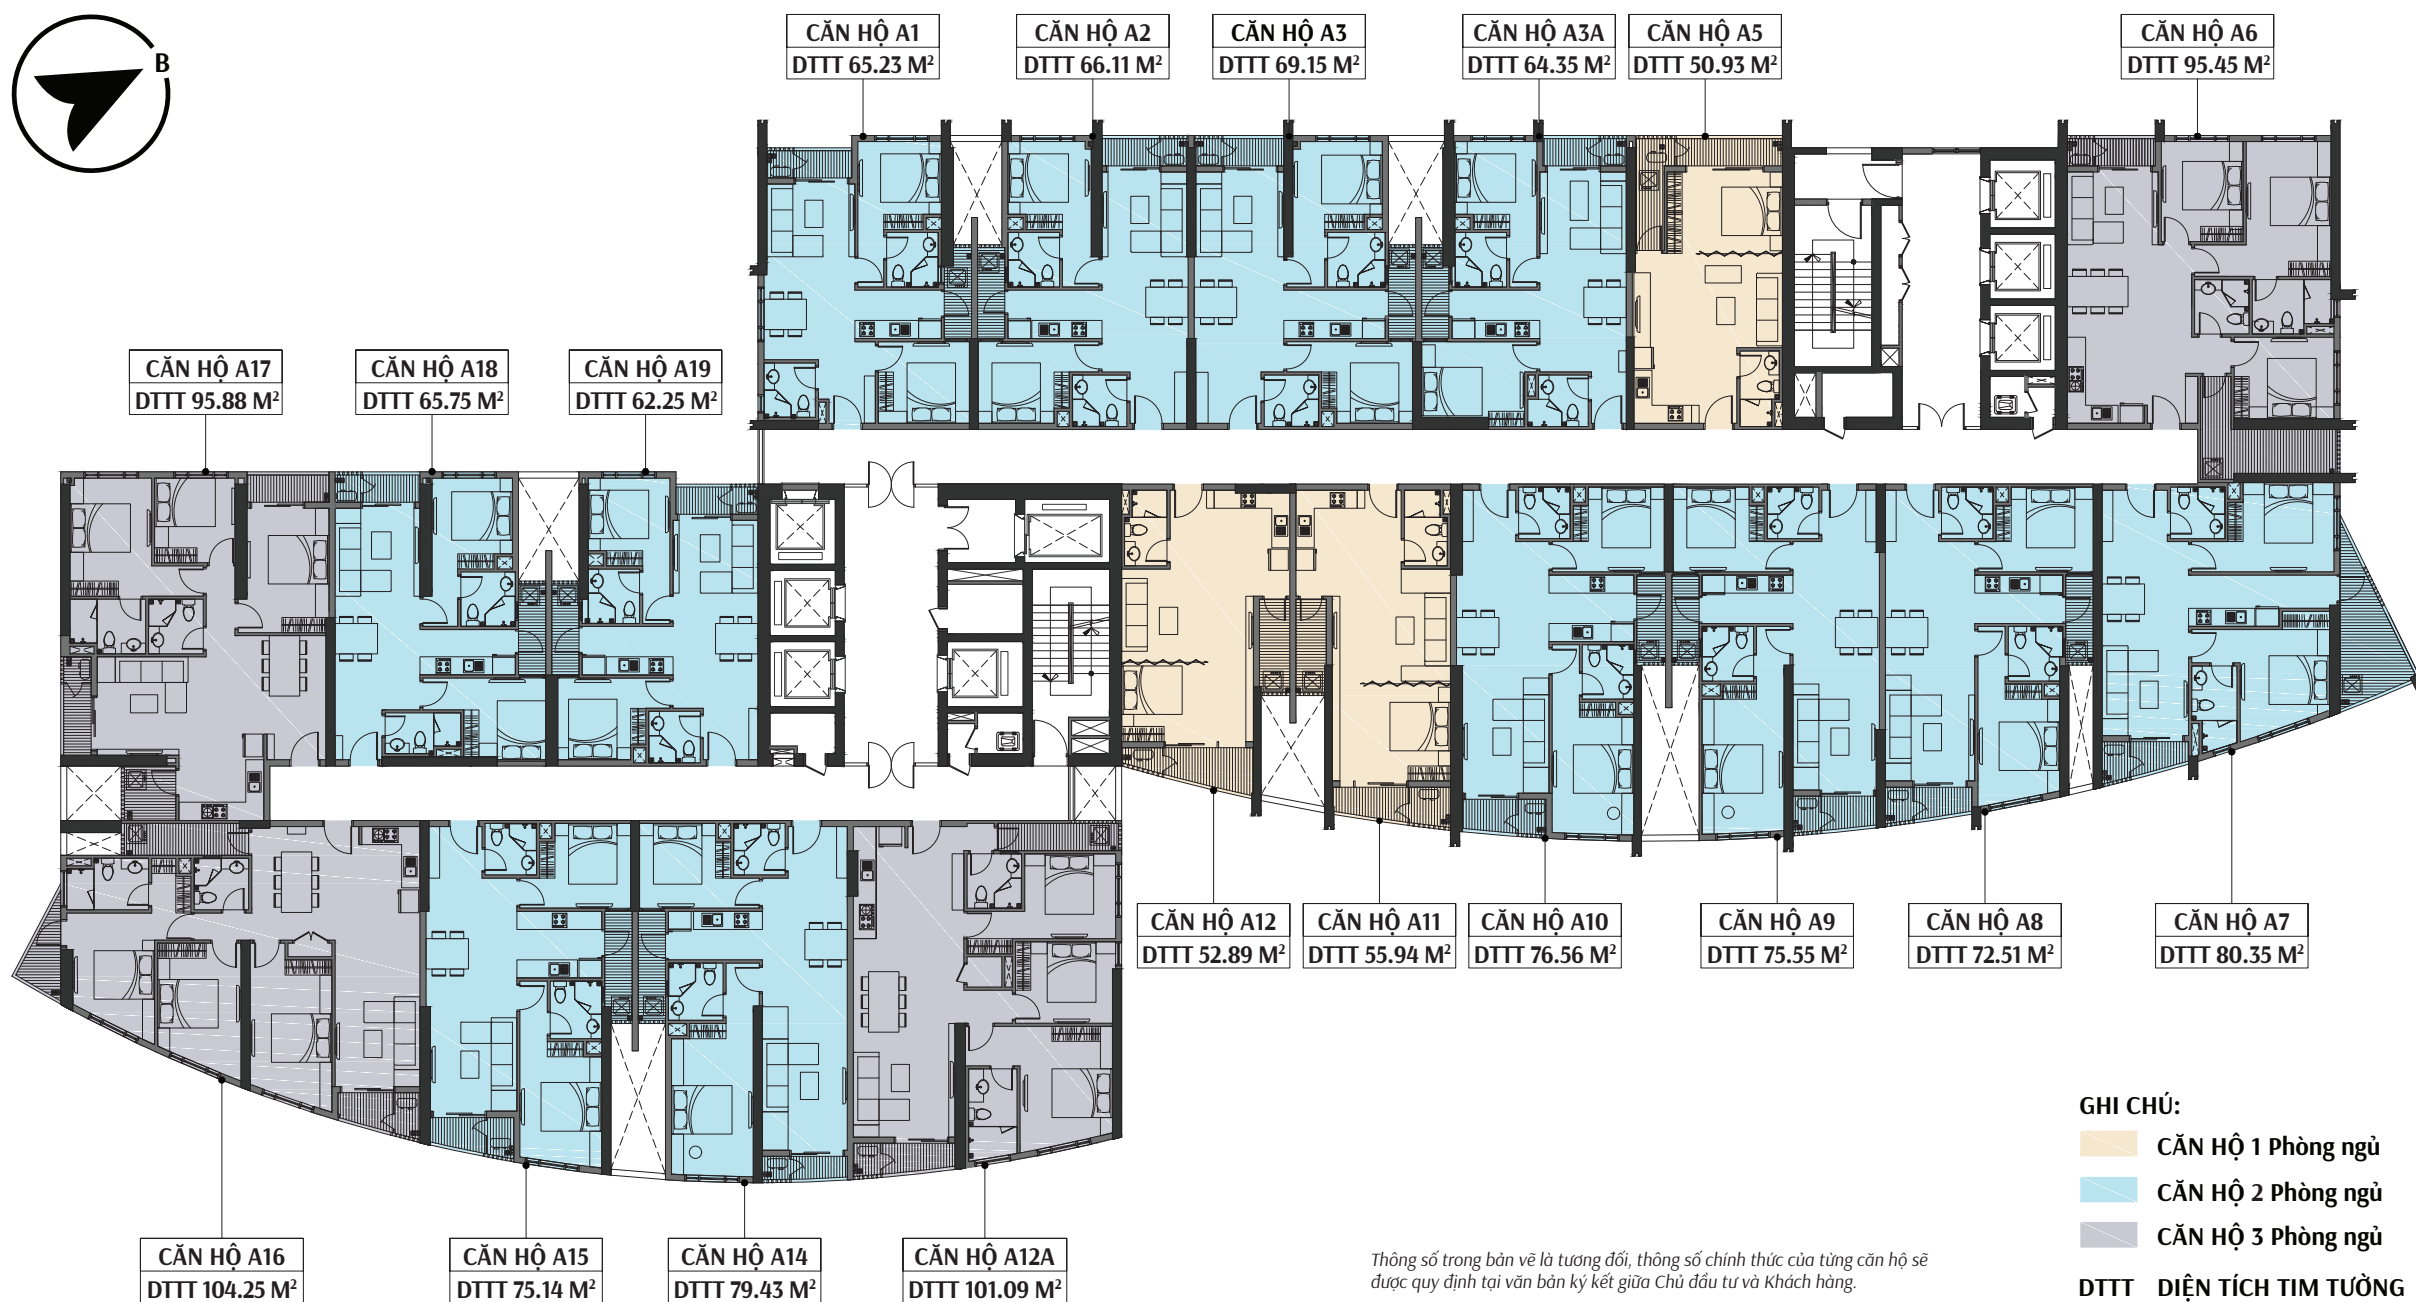 B
CĂN HỘ A1
DTTT 65.23 M²
CĂN HỘ A2
DTTT 66.11 M²
CĂN HỘ A3
DTTT 69.15 M²
CĂN HỘ A3A
DTTT 64.35 M²
CĂN HỘ A5
DTTT 50.93 M²
CĂN HỘ A6
DTTT 95.45 M²
CĂN HỘ A17
DTTT 95.88 M²
CĂN HỘ A18
DTTT 65.75 M²
CĂN HỘ A19
DTTT 62.25 M²
CĂN HỘ A12
DTTT 52.89 M²
CĂN HỘ A11
DTTT 55.94 M²
CĂN HỘ A10
DTTT 76.56 M²
CĂN HỘ A9
DTTT 75.55 M²
CĂN HỘ A8
DTTT 72.51 M²
CĂN HỘ A7
DTTT 80.35 M²
CĂN HỘ A16
DTTT 104.25 M²
CĂN HỘ A15
DTTT 75.14 M²
CĂN HỘ A14
DTTT 79.43 M²
CĂN HỘ A12A
DTTT 101.09 M²
Thông số trong bản vẽ là tương đối, thông số chính thức của từng căn hộ sẽ
được quy định tại văn bản ký kết giữa Chủ đầu tư và Khách hàng.
GHI CHÚ:
CĂN HỘ 1 Phòng ngủ
CĂN HỘ 2 Phòng ngủ
CĂN HỘ 3 Phòng ngủ
DTTT DIỆN TÍCH TIM TƯỜNG